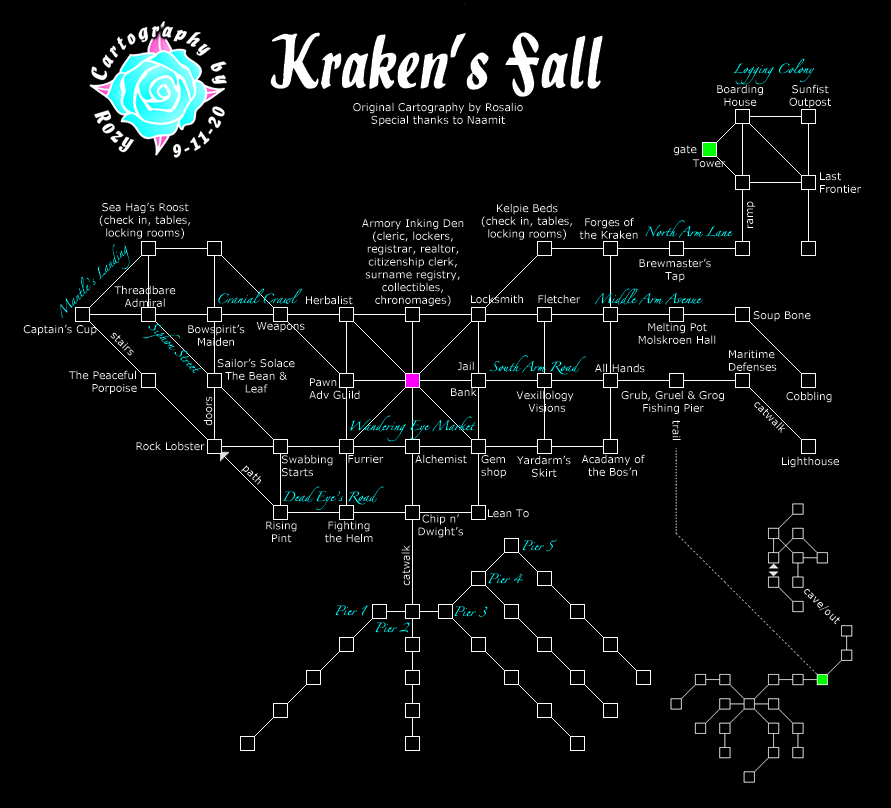 Cartography by
Rozy
9-11-20
Kraken's Fall
Original Cartography by Rosalio
Special thanks to Naamit
Logging Colony
Boarding
House
Sunfist
Outpost
gate
Tower
Last
Frontier
ramp
Sea Hag's Roost
(check in, tables,
locking rooms)
Armory Inking Den
(cleric, lockers,
registrar, realtor,
citizenship clerk,
surname registry,
collectibles,
chronomages)
Kelpie Beds
(check in, tables,
locking rooms)
Forges of
the Kraken
North Arm Lane
Brewmaster's
Tap
Mantle's Landing
Threadbare
Admiral
Cranial Crawl
Herbalist
Locksmith
Fletcher
Middle Arm Avenue
Captain's Cup
Siphon Street
Bowspirit's
Maiden
Weapons
Melting Pot
Molskroen Hall
Soup Bone
stairs
The Peaceful
Porpoise
Sailor's Solace
The Bean &
Leaf
Pawn
Adv Guild
Jail
Bank
South Arm Road
Vexillology
Visions
All Hands
Grub, Gruel & Grog
Fishing Pier
Maritime
Defenses
Cobbling
doors
catwalk
Wandering Eye Market
trail
Rock Lobster
Swabbing
Starts
Furrier
Alchemist
Gem
shop
Yardarm's
Skirt
Acadamy of
the Bos'n
Lighthouse
path
Dead Eye's Road
Rising
Pint
Fighting
the Helm
Chip n'
Dwight's
Lean To
catwalk
Pier 5
Pier 4
Pier 1
Pier 2
Pier 3
cave/out